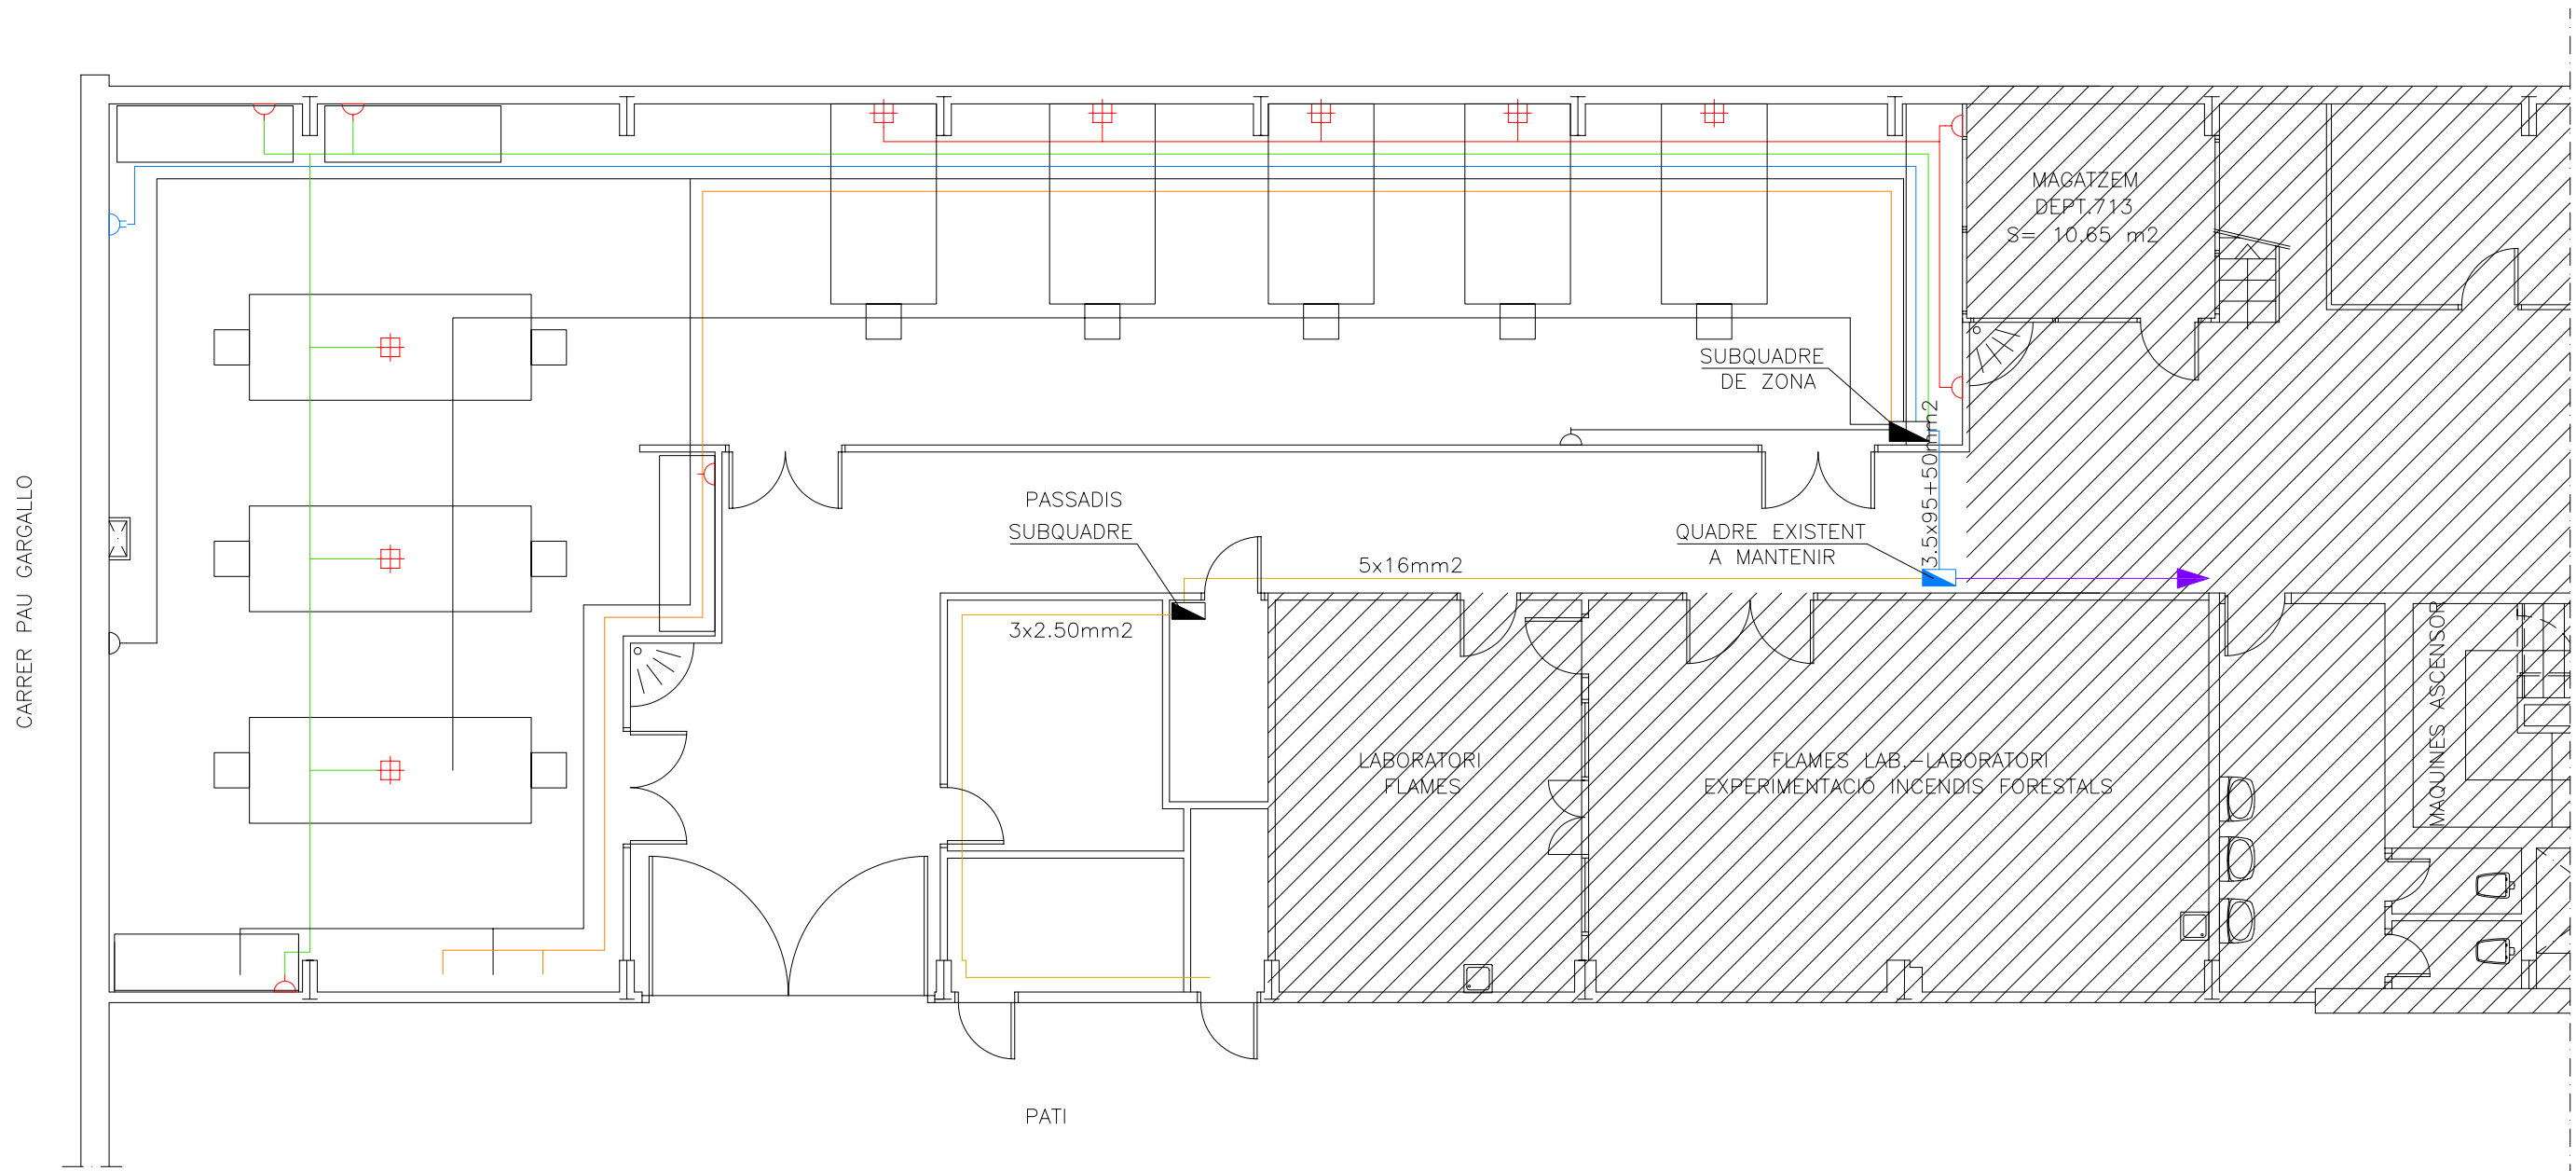 MAGATZEM
DEPT.713
S= 10.65 m2
SUBQUADRE
DE ZONA
3.5x95+50mm2
CARRER PAU GARGALLO
PASSADIS
SUBQUADRE
QUADRE EXISTENT
A MANTENIR
5x16mm2
3x2.50mm2
MAQUINES ASCENSOR
LABORATORI
FLAMES
FLAMES LAB.-LABORATORI
EXPERIMENTACIÓ INCENDIS FORESTALS
PATI